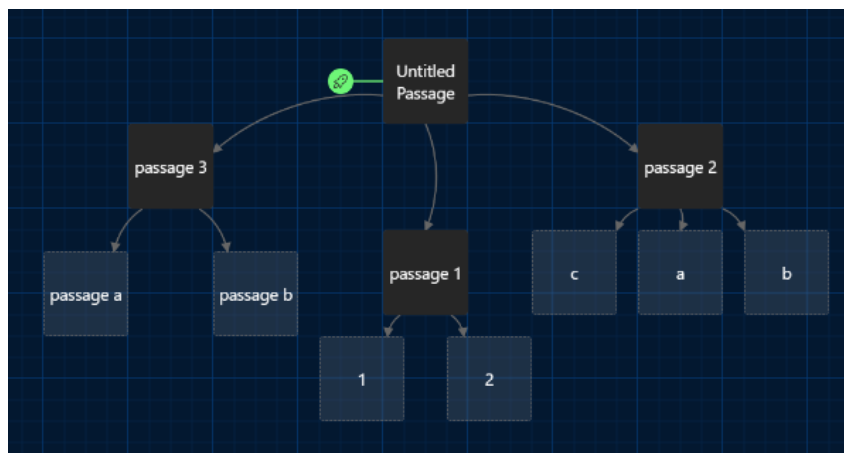 Untitled
Passage
passage 3
passage 2
passage 1
c
a
b
passage a
passage b
1
2